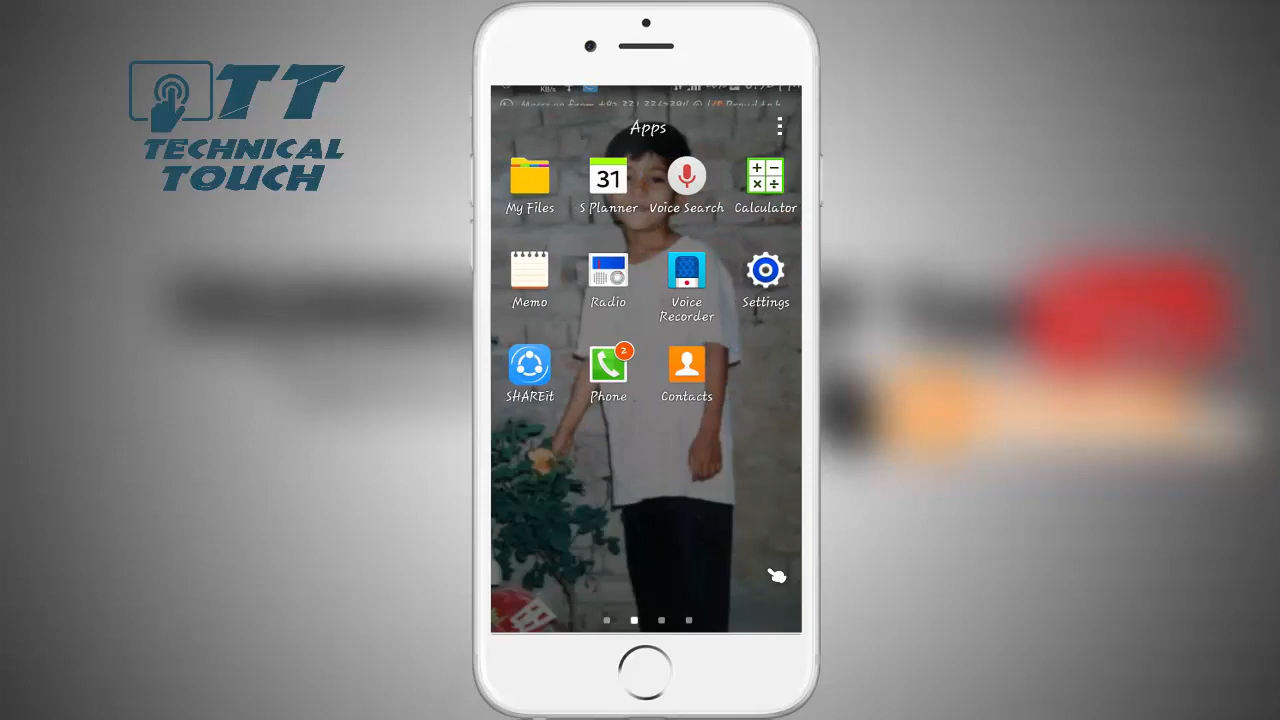 TT
TECHNICAL
TOUCH
KB/s
Apps
31
My Files
S Planner
Voice Search
Calculator
Memo
Radio
Voice
Recorder
Settings
2
SHAREit
Phone
Contacts